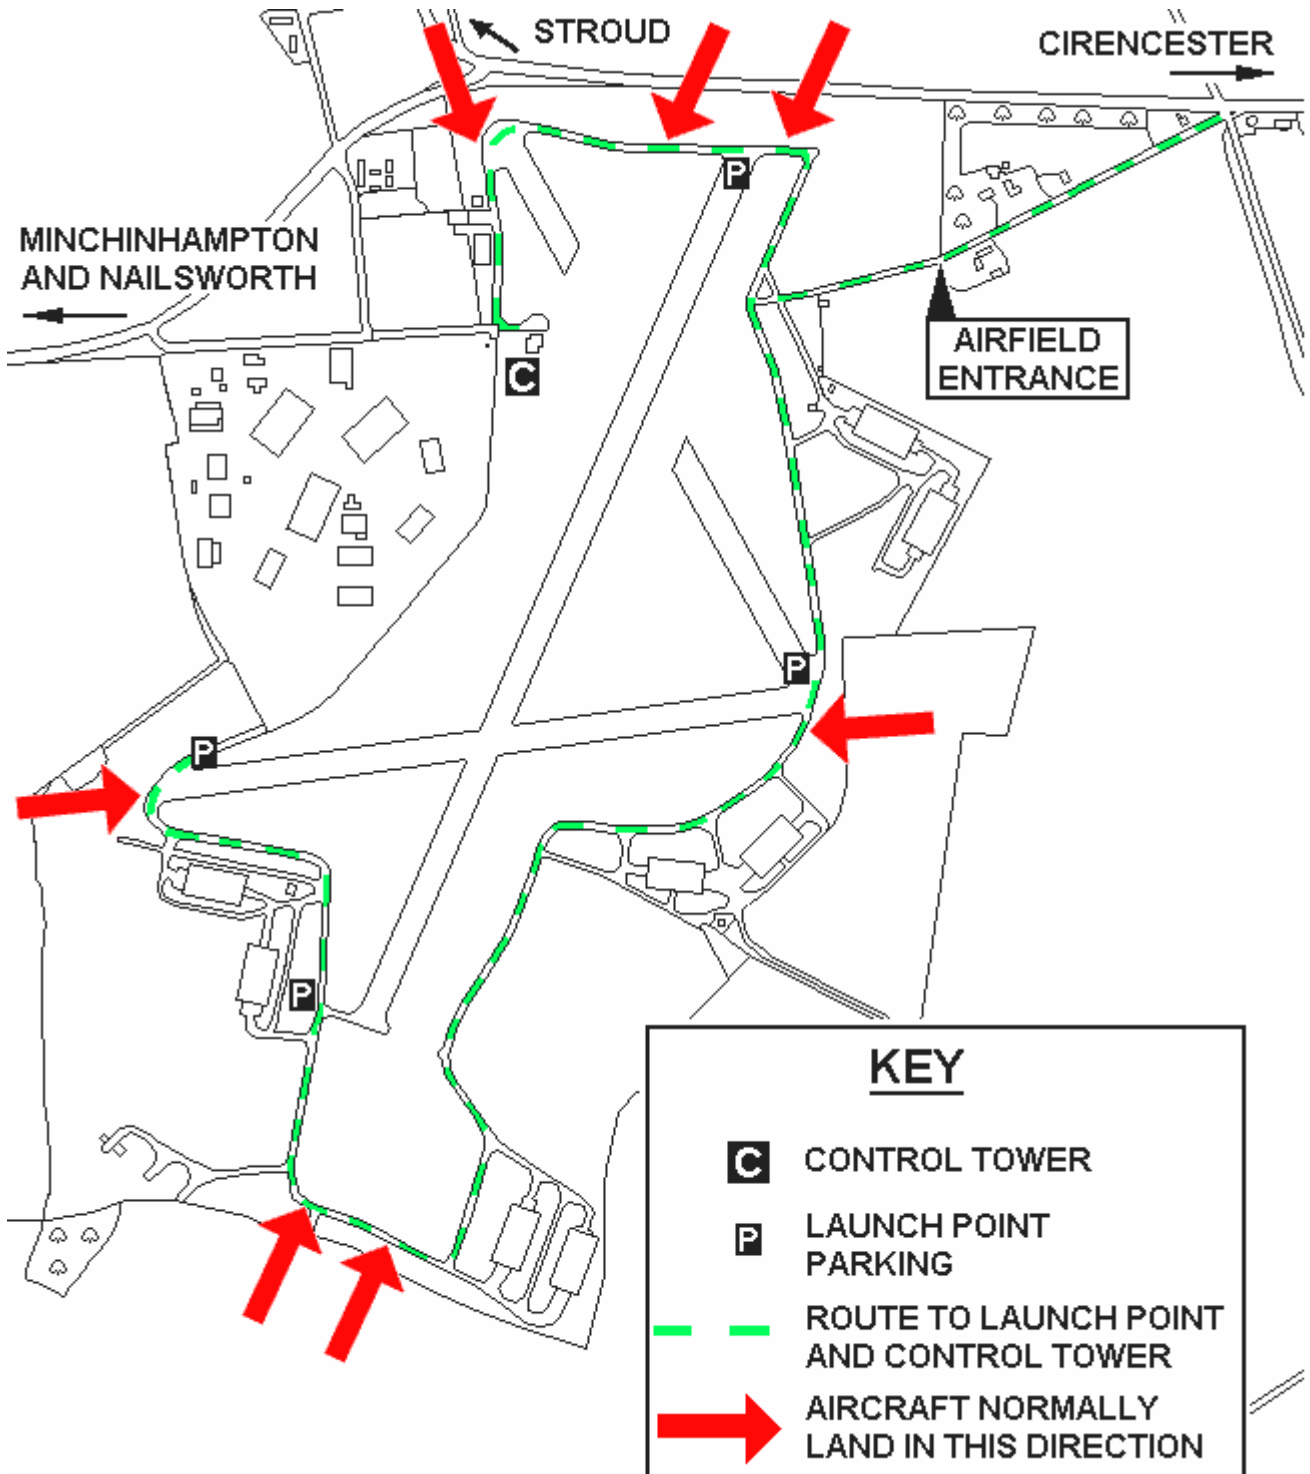 STROUD
CIRENCESTER
MINCHINHAMPTON
AND NAILSWORTH
P
AIRFIELD
ENTRANCE
C
P
P
P
KEY
C CONTROL TOWER
P LAUNCH POINT
PARKING
ROUTE TO LAUNCH POINT
AND CONTROL TOWER
AIRCRAFT NORMALLY
LAND IN THIS DIRECTION